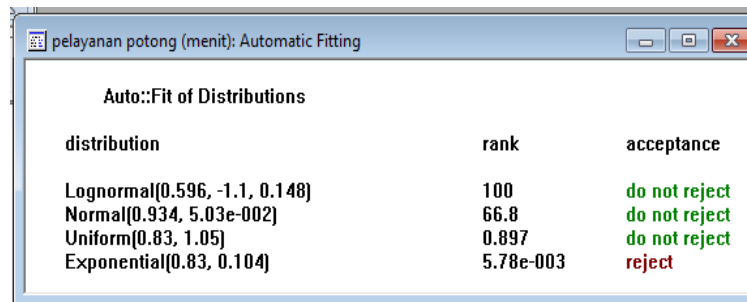 pelayanan potong (menit): Automatic Fitting
Auto::Fit of Distributions
distribution rank acceptance
Lognormal(0.596, -1.1, 0.148) 100 do not reject
Normal(0.934, 5.03e-002) 66.8 do not reject
Uniform(0.83, 1.05) 0.897 do not reject
Exponential(0.83, 0.104) 5.78e-003 reject